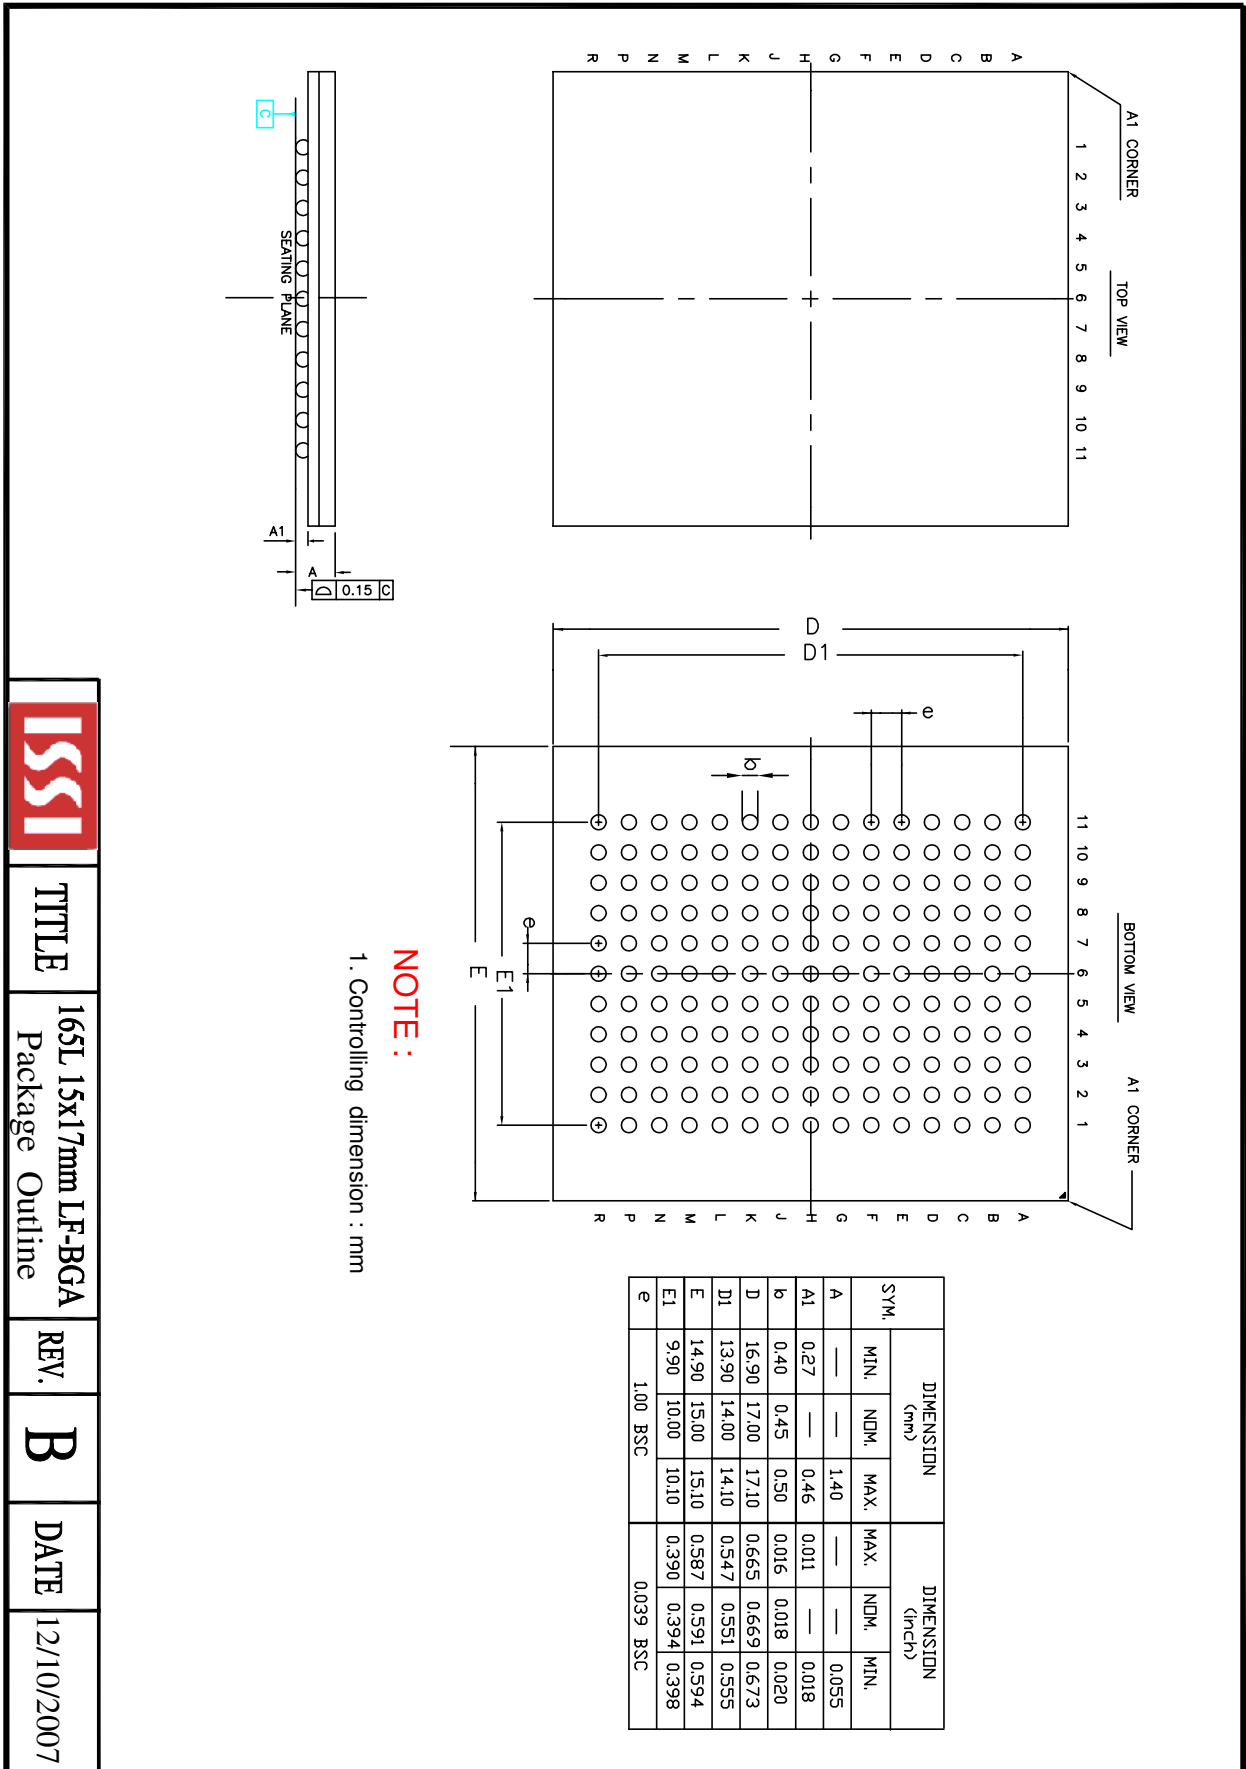 A1 CORNER
TOP VIEW
1 2 3 4 5 6 7 8 9 10 11
A
B
C
D
E
F
G
H
J
K
L
M
N
P
R
BOTTOM VIEW
A1 CORNER
11 10 9 8 7 6 5 4 3 2 1
A
B
C
D
E
F
G
H
J
K
L
M
N
P
R
D
D1
e
b
e
E1
E
C
SEATING PLANE
A1
A
0.15 C
SYM. DIMENSION (mm) DIMENSION (inch)
MIN. NOM. MAX. MAX. NOM. MIN.
A — — 1.40 — — 0.055
A1 0.27 — 0.46 0.011 — 0.018
b 0.40 0.45 0.50 0.016 0.018 0.020
D 16.90 17.00 17.10 0.665 0.669 0.673
D1 13.90 14.00 14.10 0.547 0.551 0.555
E 14.90 15.00 15.10 0.587 0.591 0.594
E1 9.90 10.00 10.10 0.390 0.394 0.398
e 1.00 BSC 0.039 BSC
NOTE :
1. Controlling dimension : mm
ISSI
TITLE
165L 15x17mm LF-BGA
Package Outline
REV.
B
DATE
12/10/2007